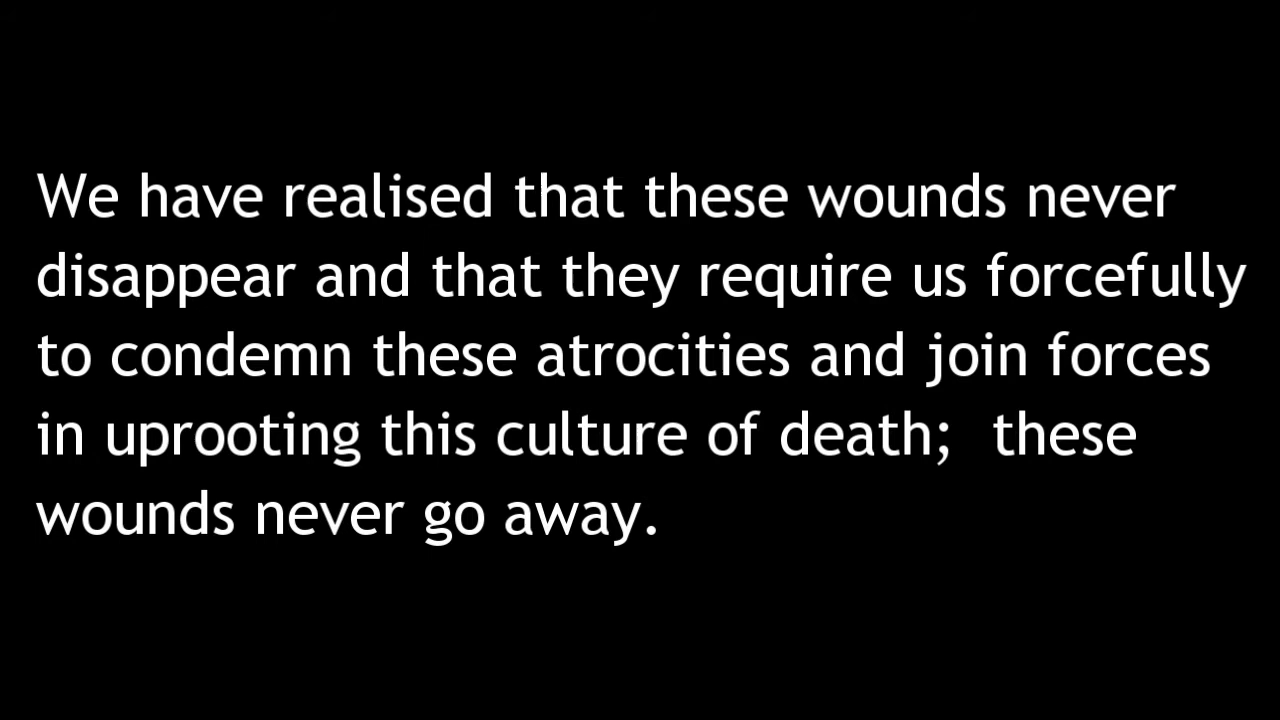 We have realised that these wounds never
disappear and that they require us forcefully
to condemn these atrocities and join forces
in uprooting this culture of death;  these
wounds never go away.